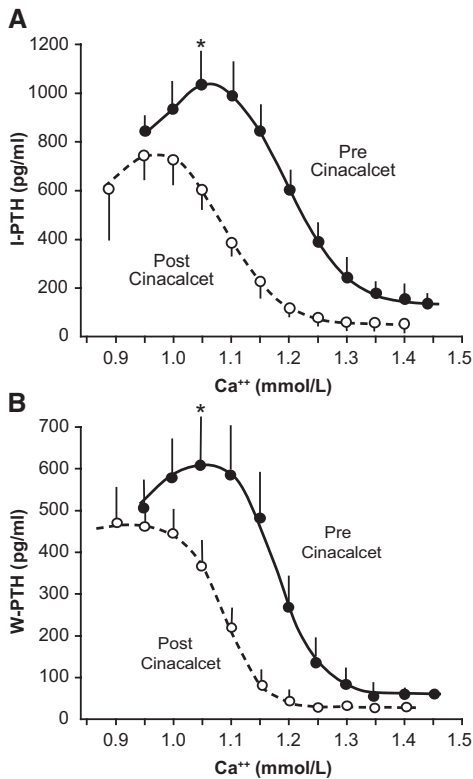 A
1200
*
1000
800
Pre
Cinacalcet
I-PTH (pg/ml)
600
400
Post
Cinacalcet
200
0
0.9 1.0 1.1 1.2 1.3 1.4 1.5
Ca++ (mmol/L)
B
700
*
600
500
Pre
Cinacalcet
400
W-PTH (pg/ml)
300
200
Post
Cinacalcet
100
0
0.9 1.0 1.1 1.2 1.3 1.4 1.5
Ca++ (mmol/L)